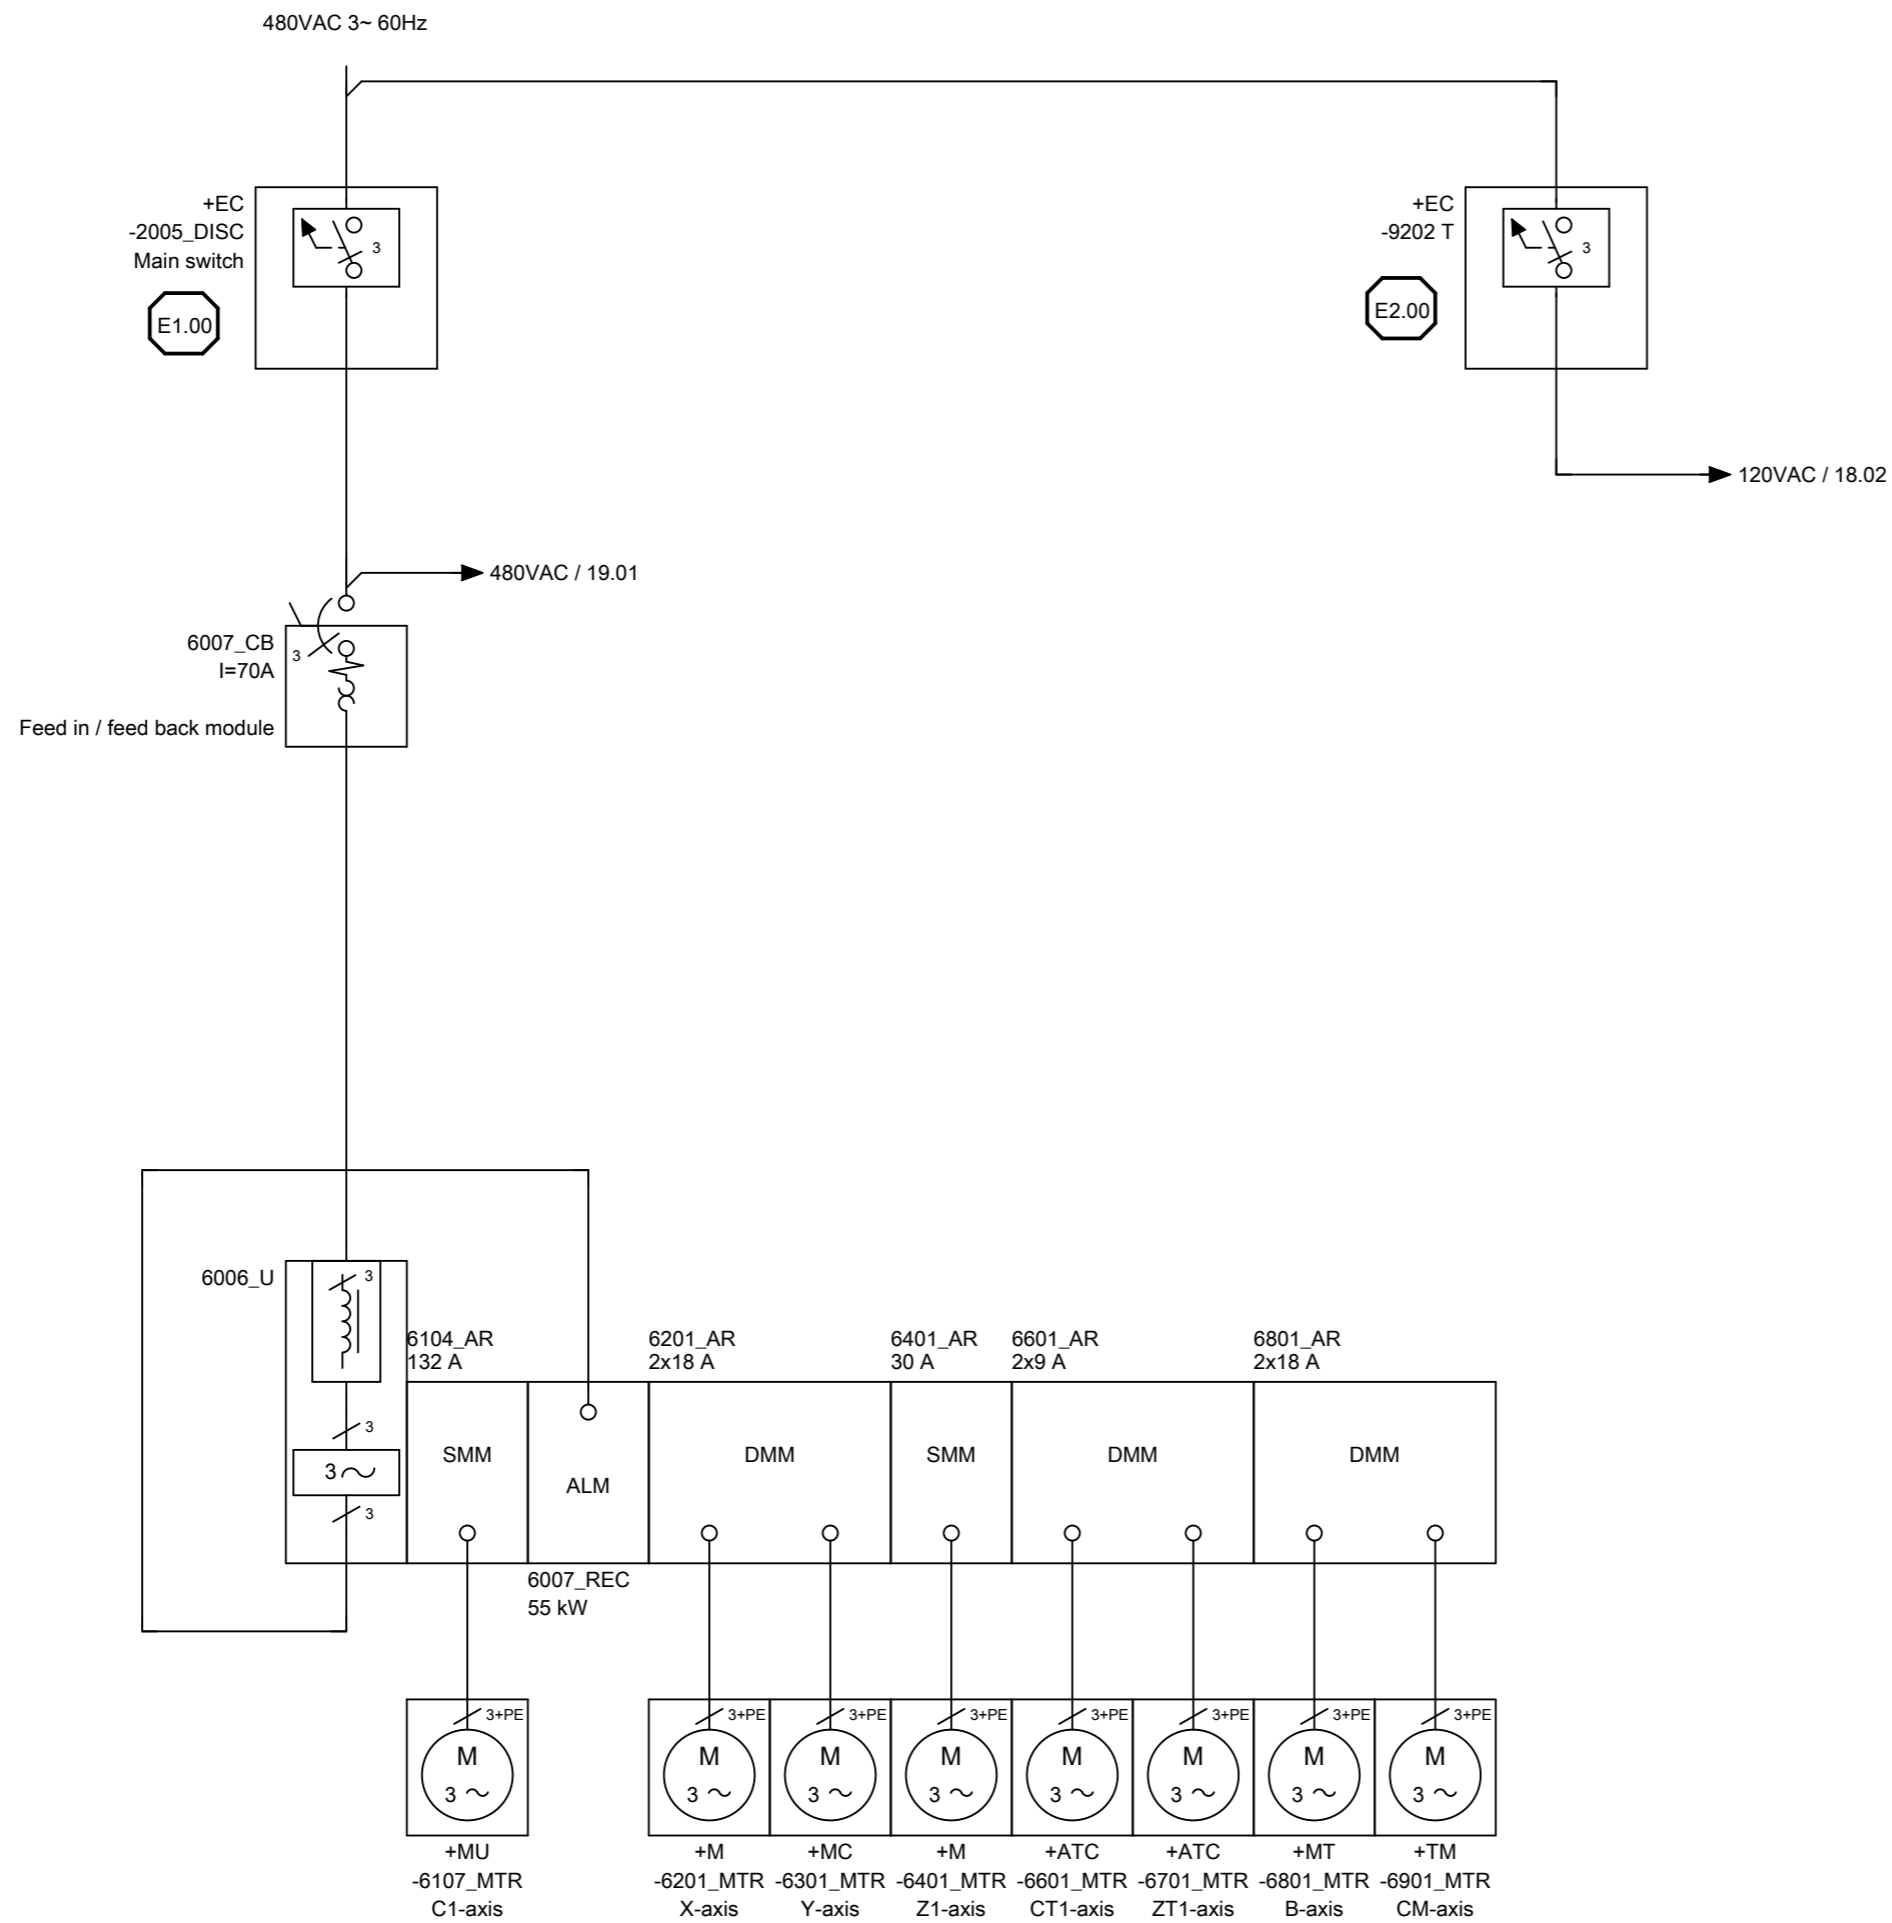 480VAC 3~ 60Hz
+EC
-2005_DISC
Main switch
3
E1.00
+EC
-9202 T
3
E2.00
120VAC / 18.02
480VAC / 19.01
6007_CB
I=70A
3
Feed in / feed back module
6006_U
3
3
3
3
6104_AR
132 A
6201_AR
2x18 A
6401_AR
30 A
6601_AR
2x9 A
6801_AR
2x18 A
SMM
ALM
DMM
SMM
DMM
DMM
6007_REC
55 kW
3+PE
3+PE
3+PE
3+PE
3+PE
3+PE
3+PE
3+PE
M
3 ~
M
3 ~
M
3 ~
M
3 ~
M
3 ~
M
3 ~
M
3 ~
M
3 ~
+MU
-6107_MTR
C1-axis
+M
-6201_MTR
X-axis
+MC
-6301_MTR
Y-axis
+M
-6401_MTR
Z1-axis
+ATC
-6601_MTR
CT1-axis
+ATC
-6701_MTR
ZT1-axis
+MT
-6801_MTR
B-axis
+TM
-6901_MTR
CM-axis